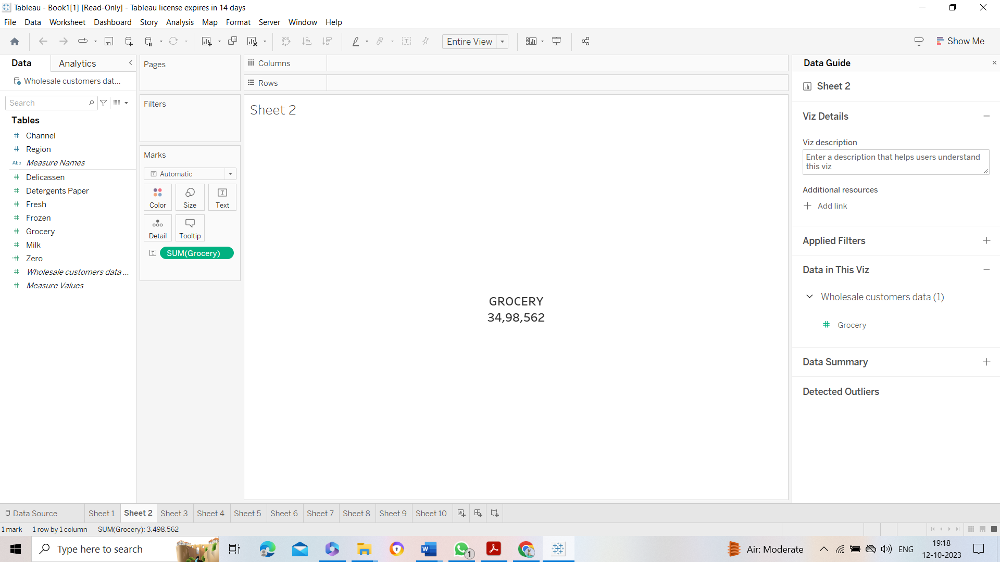 Tableau - Book1[1] [Read-Only] - Tableau license expires in 14 days
File Data Worksheet Dashboard Story Analysis Map Format Server Window Help
Entire View
Show Me
Data Analytics
Wholesale customers dat...
Search
Tables
Channel
Region
Abc Measure Names
Delicassen
Detergents Paper
Fresh
Frozen
Grocery
Milk
Zero
Wholesale customers data ...
Measure Values
Pages
Filters
Marks
Automatic
Color Size Text
Detail Tooltip
SUM(Grocery)
Columns
Rows
Sheet 2
GROCERY
34,98,562
Data Guide
Sheet 2
Viz Details
Viz description
Enter a description that helps users understand
this viz
Additional resources
Add link
Applied Filters
Data in This Viz
Wholesale customers data (1)
Grocery
Data Summary
Detected Outliers
Data Source Sheet 1 Sheet 2 Sheet 3 Sheet 4 Sheet 5 Sheet 6 Sheet 7 Sheet 8 Sheet 9 Sheet 10
1 mark 1 row by 1 column SUM(Grocery): 3,498,562
Type here to search
1
Air: Moderate
ENG
19:18
12-10-2023